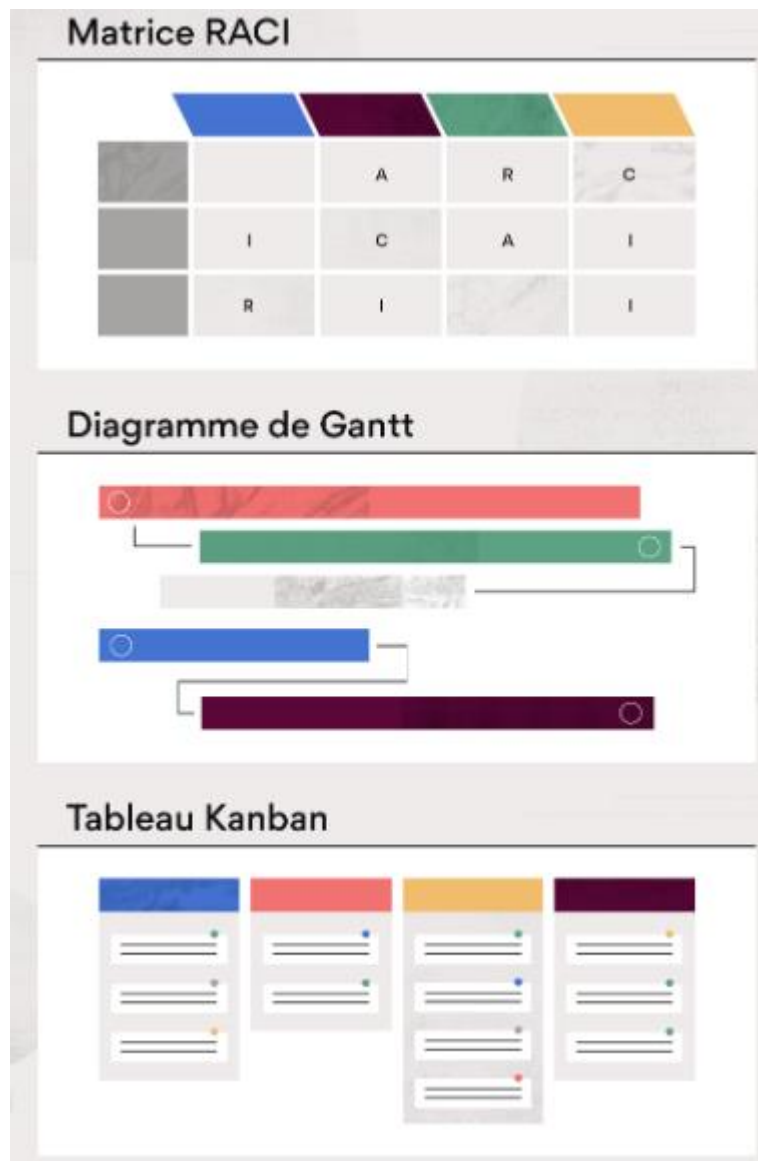 Matrice RACI
A R C
I C A I
R I I
Diagramme de Gantt
Tableau Kanban